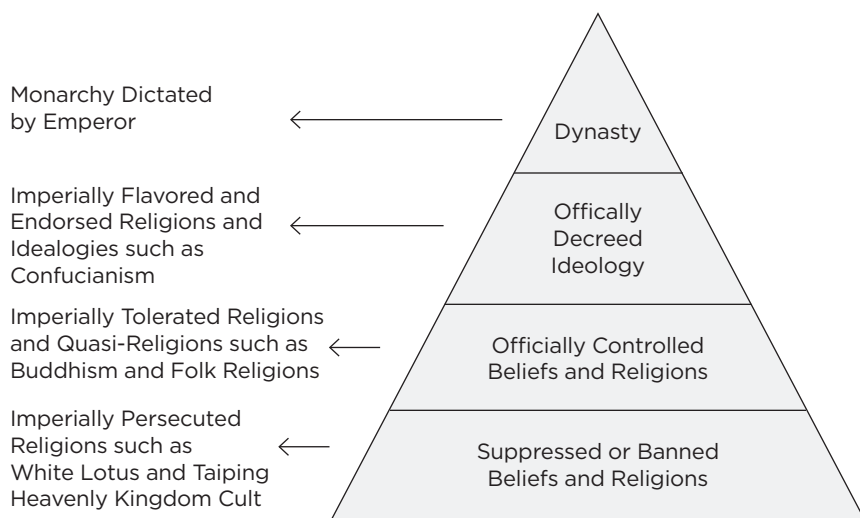 Monarchy Dictated
by Emperor
Dynasty
Imperially Flavored and
Endorsed Religions and
Idealogies such as
Confucianism
Offically
Decreed
Ideology
Imperially Tolerated Religions
and Quasi-Religions such as
Buddhism and Folk Religions
Officially Controlled
Beliefs and Religions
Imperially Persecuted
Religions such as
White Lotus and Taiping
Heavenly Kingdom Cult
Suppressed or Banned
Beliefs and Religions